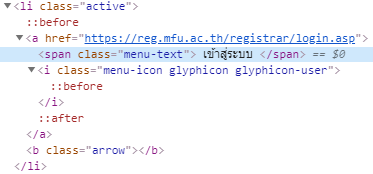 <li class="active">
::before
<a href="https://reg.mfu.ac.th/registrar/login.asp">
<span class="menu-text"> เข้าสู่ระบบ </span> == $0
<i class="menu-icon glyphicon glyphicon-user">
::before
</i>
::after
</a>
<b class="arrow"></b>
</li>